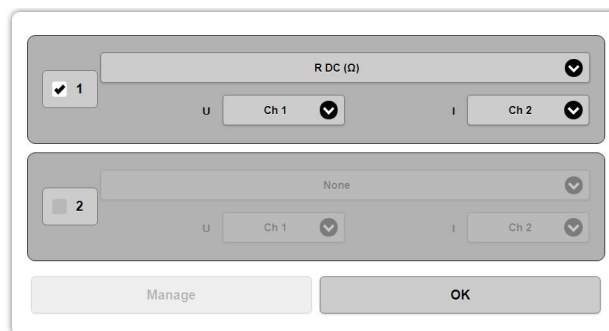 R DC (Ω)
1
U Ch 1 I Ch 2
None
2
U Ch 1 I Ch 2
Manage OK